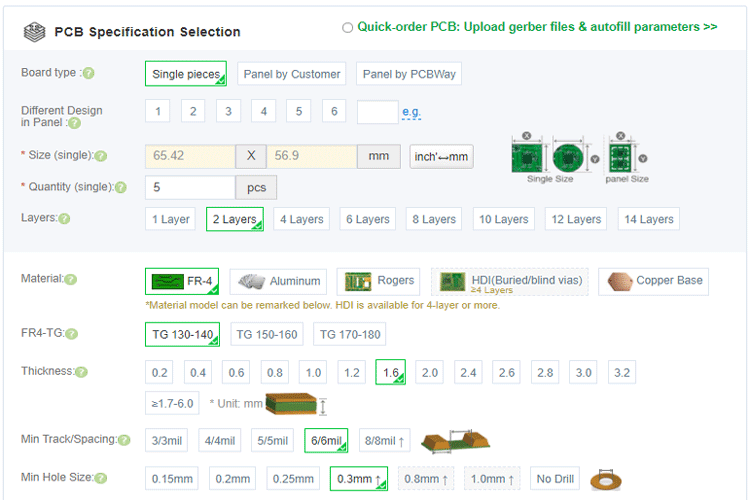 PCB Specification Selection
Quick-order PCB: Upload gerber files & autofill parameters >>
Board type : ? Single pieces Panel by Customer Panel by PCBWay
Different Design
in Panel : ? 1 2 3 4 5 6 e.g.
* Size (single): ? 65.42 X 56.9 mm inch'↔mm
X X
Y Y
Single Size panel Size
* Quantity (single): ? 5 pcs
Layers: ? 1 Layer 2 Layers 4 Layers 6 Layers 8 Layers 10 Layers 12 Layers 14 Layers
Material: ? FR-4 Aluminum Rogers HDI(Buried/blind vias) Copper Base
≥4 Layers
*Material model can be remarked below. HDI is available for 4-layer or more.
FR4-TG: ? TG 130-140 TG 150-160 TG 170-180
Thickness: ? 0.2 0.4 0.6 0.8 1.0 1.2 1.6 2.0 2.4 2.6 2.8 3.0 3.2
≥1.7-6.0 * Unit: mm
Min Track/Spacing: ? 3/3mil 4/4mil 5/5mil 6/6mil 8/8mil ↑
Min Hole Size: ? 0.15mm 0.2mm 0.25mm 0.3mm ↑ 0.8mm ↑ 1.0mm ↑ No Drill